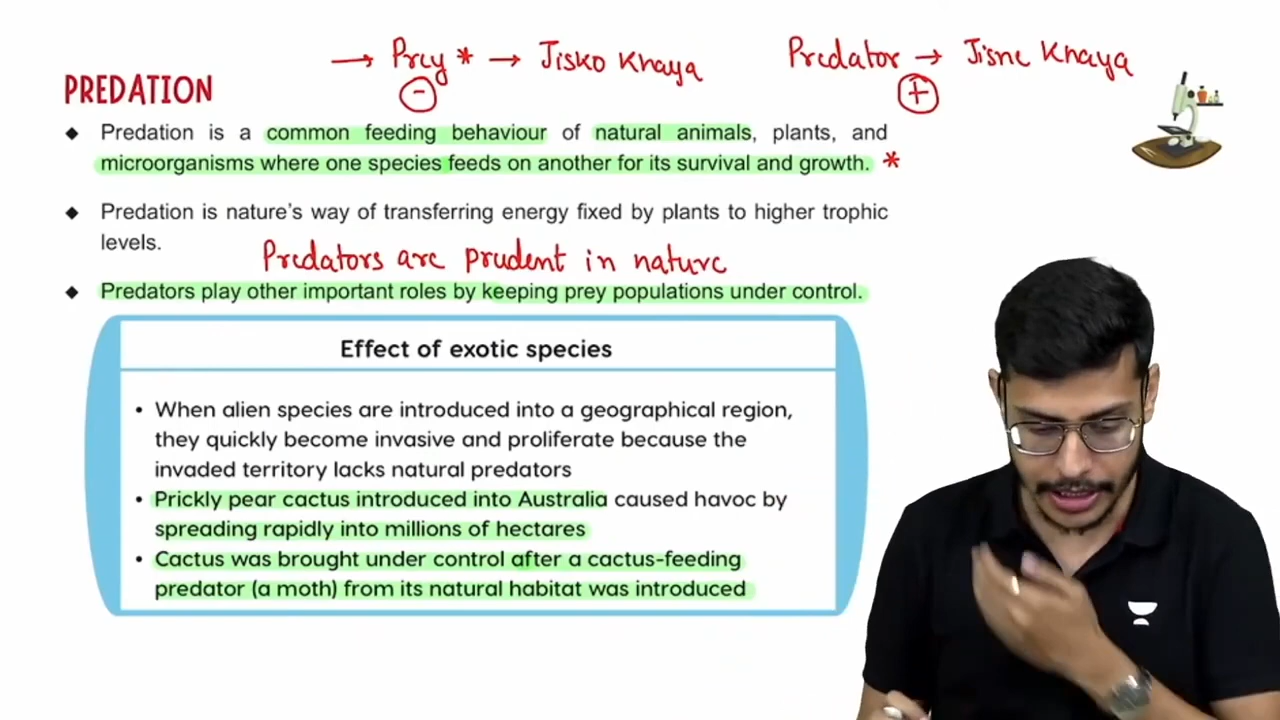 → Prey * → Jisko Khaya Predator → Jisne Khaya
PREDATION
- +
◆ Predation is a common feeding behaviour of natural animals, plants, and
microorganisms where one species feeds on another for its survival and growth. *
◆ Predation is nature's way of transferring energy fixed by plants to higher trophic
levels.
Predators are prudent in nature
◆ Predators play other important roles by keeping prey populations under control.
Effect of exotic species
• When alien species are introduced into a geographical region,
they quickly become invasive and proliferate because the
invaded territory lacks natural predators
• Prickly pear cactus introduced into Australia caused havoc by
spreading rapidly into millions of hectares
• Cactus was brought under control after a cactus-feeding
predator (a moth) from its natural habitat was introduced